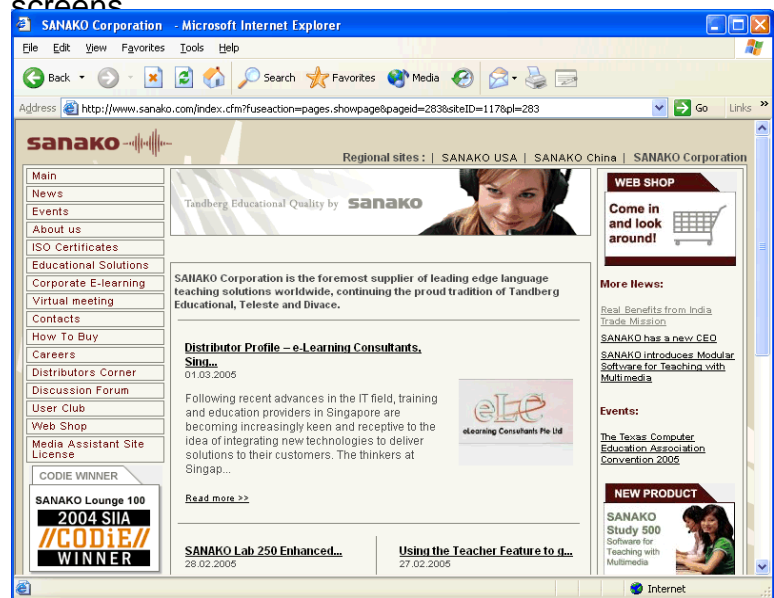 screens
SANAKO Corporation - Microsoft Internet Explorer
File Edit View Favorites Tools Help
Back Search Favorites Media
Address http://www.sanako.com/index.cfm?fuseaction=pages.showpage&pageid=283&siteID=117&pl=283 Go Links »
sanako
Regional sites : | SANAKO USA | SANAKO China | SANAKO Corporation
Main
News
Events
About us
ISO Certificates
Educational Solutions
Corporate E-learning
Virtual meeting
Contacts
How To Buy
Careers
Distributors Corner
Discussion Forum
User Club
Web Shop
Media Assistant Site
License
CODIE WINNER
SANAKO Lounge 100
2004 SIIA
//CODiE//
WINNER
Tandberg Educational Quality by sanako
SANAKO Corporation is the foremost supplier of leading edge language
teaching solutions worldwide, continuing the proud tradition of Tandberg
Educational, Teleste and Divace.
Distributor Profile – e-Learning Consultants,
Sing...
01.03.2005
Following recent advances in the IT field, training
and education providers in Singapore are
becoming increasingly keen and receptive to the
idea of integrating new technologies to deliver
solutions to their customers. The thinkers at
Singap...
Read more >>
eLC
eLearning Consultants Pte Ltd
SANAKO Lab 250 Enhanced...
28.02.2005
Using the Teacher Feature to g...
27.02.2005
WEB SHOP
Come in
and look
around!
More News:
Real Benefits from India
Trade Mission
SANAKO has a new CEO
SANAKO introduces Modular
Software for Teaching with
Multimedia
Events:
The Texas Computer
Education Association
Convention 2005
NEW PRODUCT
SANAKO
Study 500
Software for
Teaching with
Multimedia
Internet